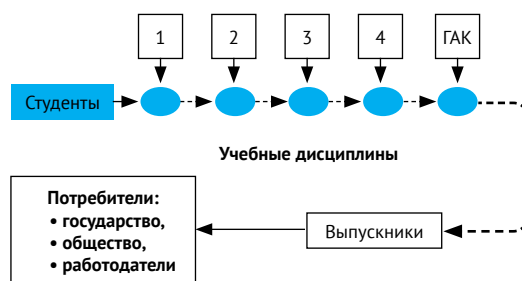 1 2 3 4 ГАК
Студенты
Учебные дисциплины
Потребители:
• государство,
• общество,
• работодатели
Выпускники